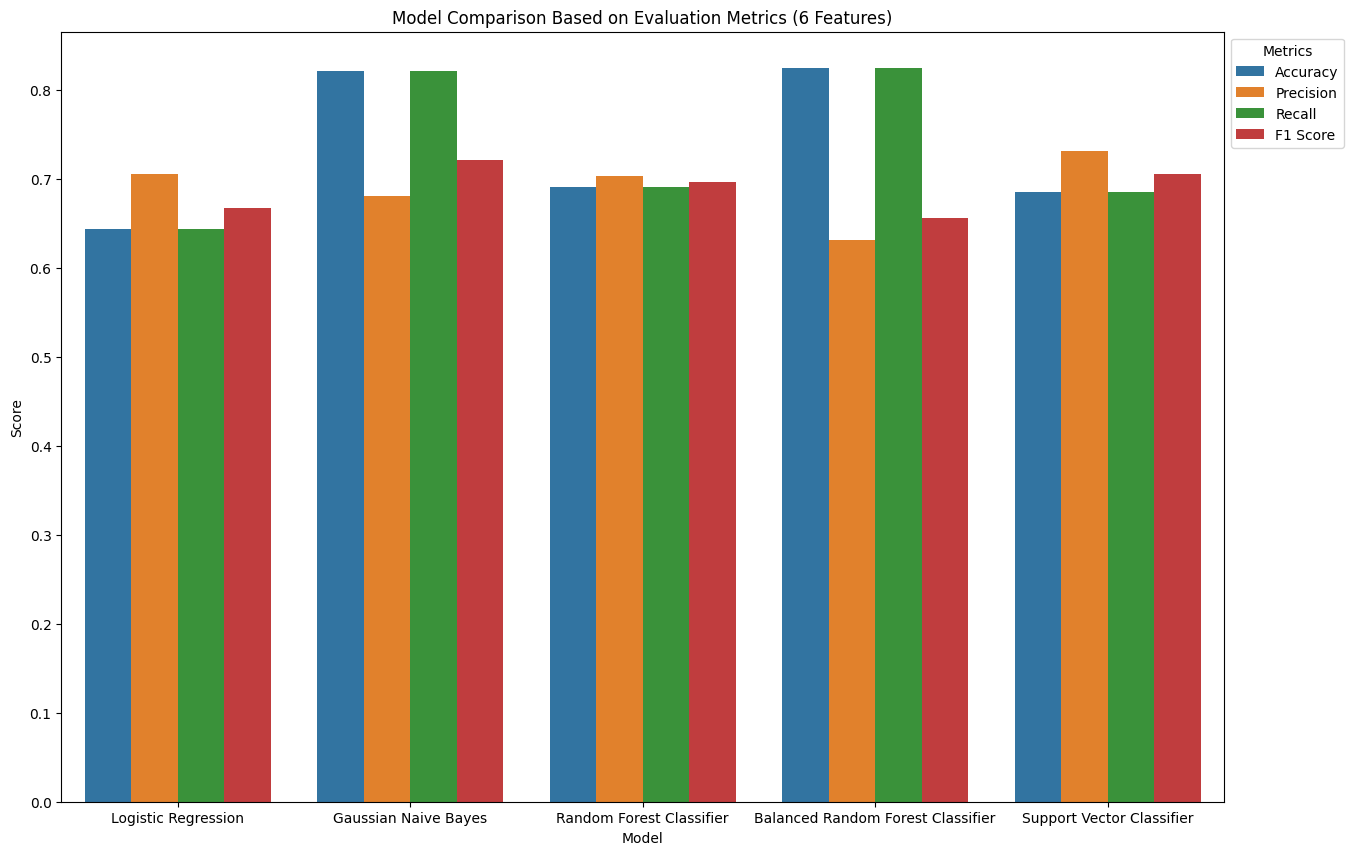 Model Comparison Based on Evaluation Metrics (6 Features)
Metrics
Accuracy
Precision
Recall
F1 Score
Score
0.8
0.7
0.6
0.5
0.4
0.3
0.2
0.1
0.0
Logistic Regression
Gaussian Naive Bayes
Random Forest Classifier
Balanced Random Forest Classifier
Support Vector Classifier
Model